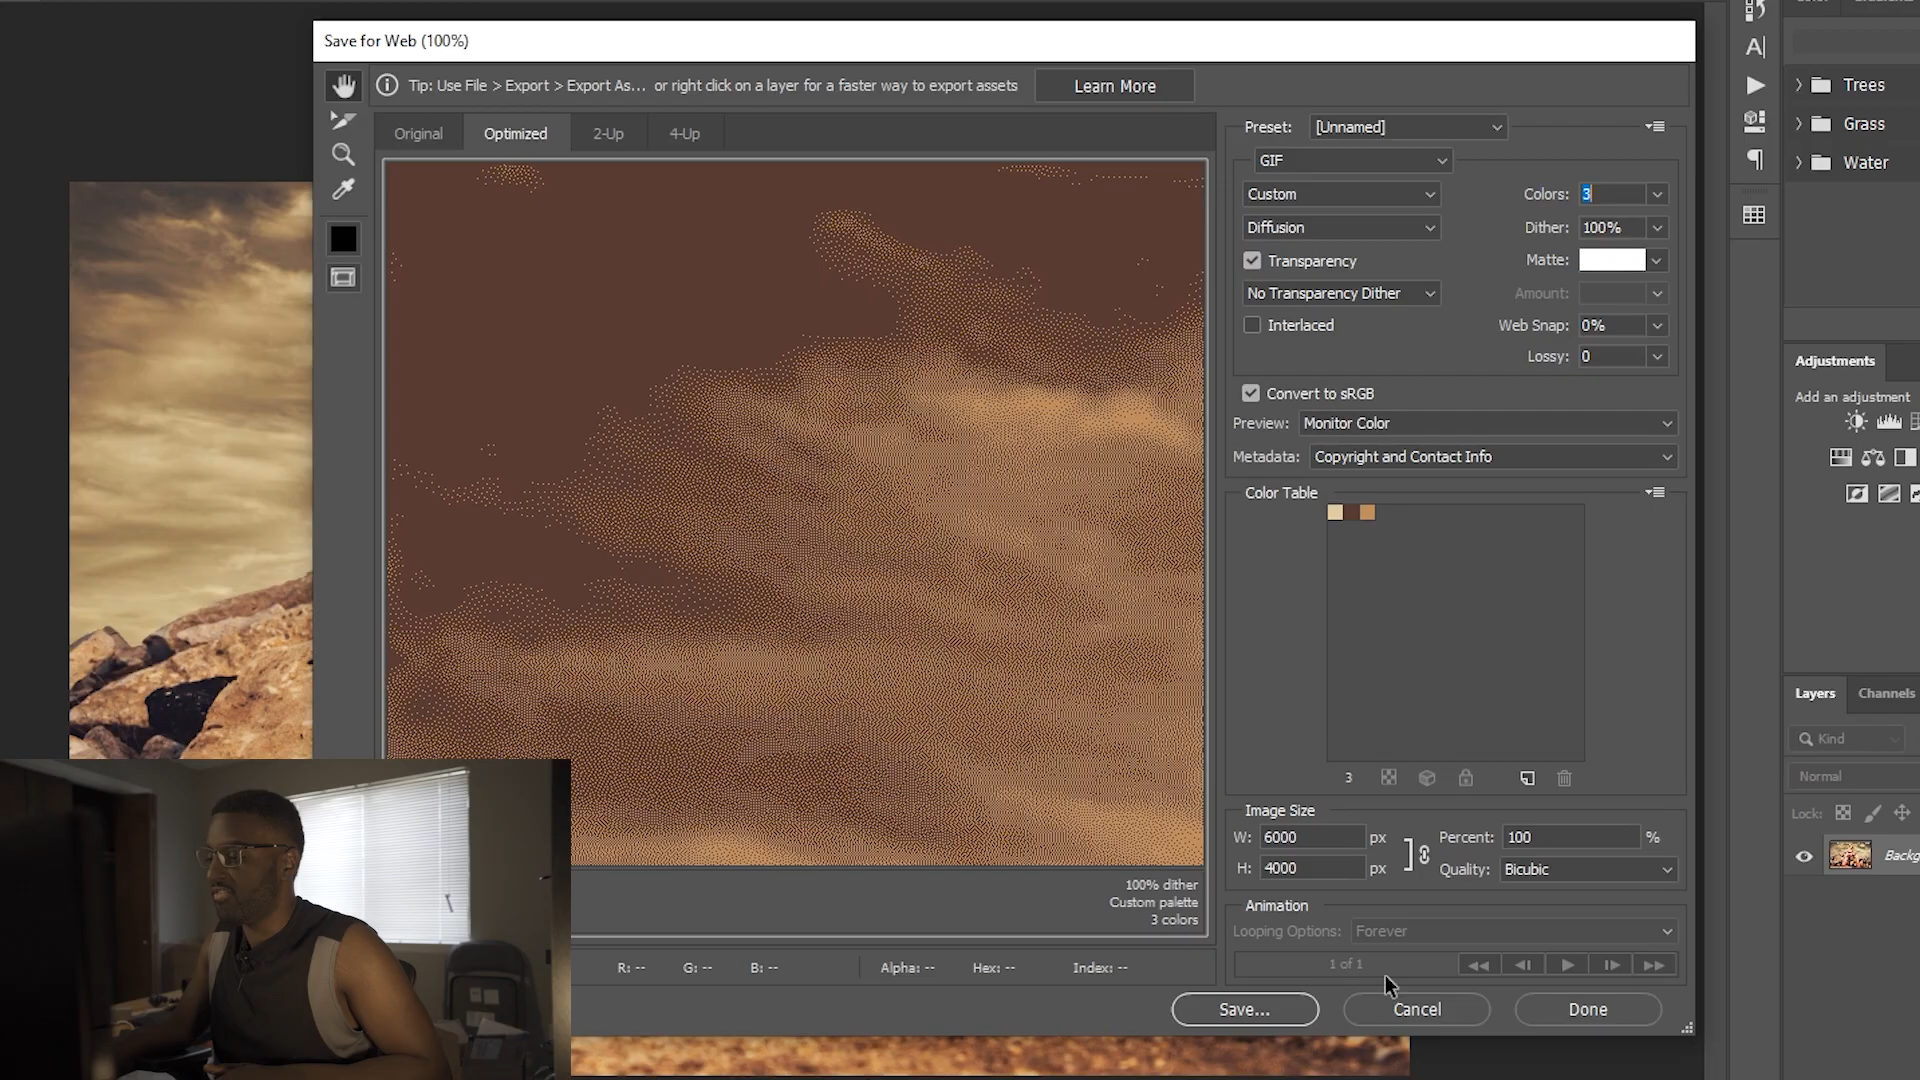 Save for Web (100%)
Tip: Use File > Export > Export As... or right click on a layer for a faster way to export assets
Learn More
Original
Optimized
2-Up
4-Up
Preset:
[Unnamed]
GIF
Custom
Colors:
3
Diffusion
Dither:
100%
Transparency
Matte:
No Transparency Dither
Amount:
Interlaced
Web Snap:
0%
Lossy:
0
Convert to sRGB
Preview:
Monitor Color
Metadata:
Copyright and Contact Info
Color Table
3
Image Size
W:
6000
px
Percent:
100
%
H:
4000
px
Quality:
Bicubic
100% dither
Custom palette
3 colors
Animation
Looping Options:
Forever
1 of 1
R: --
G: --
B: --
Alpha: --
Hex: --
Index: --
Save...
Cancel
Done
Trees
Grass
Water
Adjustments
Add an adjustment
Layers
Channels
Kind
Normal
Lock:
Backg